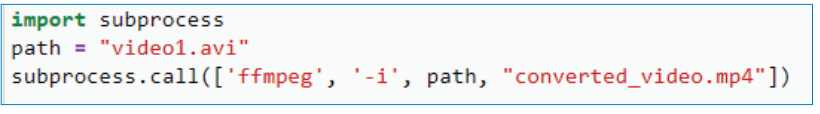 import subprocess
path = "video1.avi"
subprocess.call(['ffmpeg', '-i', path, "converted_video.mp4"])